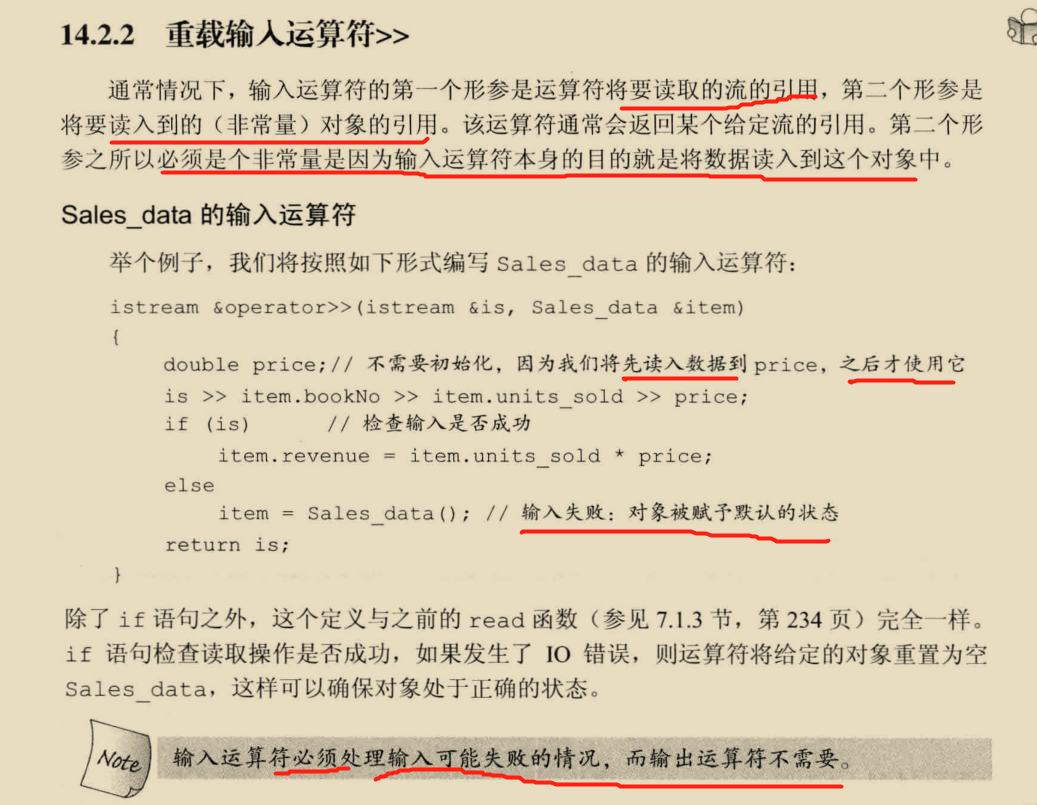 14.2.2 重载输入运算符>>
通常情况下，输入运算符的第一个形参是运算符将要读取的流的引用，第二个形参是
将要读入到的（非常量）对象的引用。该运算符通常会返回某个给定流的引用。第二个形
参之所以必须是个非常量是因为输入运算符本身的目的就是将数据读入到这个对象中。
Sales_data 的输入运算符
举个例子，我们将按照如下形式编写 Sales_data 的输入运算符：
istream &operator>>(istream &is, Sales_data &item)
{
double price;// 不需要初始化，因为我们将先读入数据到 price，之后才使用它
is >> item.bookNo >> item.units_sold >> price;
if (is) // 检查输入是否成功
item.revenue = item.units_sold * price;
else
item = Sales_data(); // 输入失败：对象被赋予默认的状态
return is;
}
除了 if 语句之外，这个定义与之前的 read 函数（参见 7.1.3 节，第 234 页）完全一样。
if 语句检查读取操作是否成功，如果发生了 IO 错误，则运算符将给定的对象重置为空
Sales_data，这样可以确保对象处于正确的状态。
Note 输入运算符必须处理输入可能失败的情况，而输出运算符不需要。